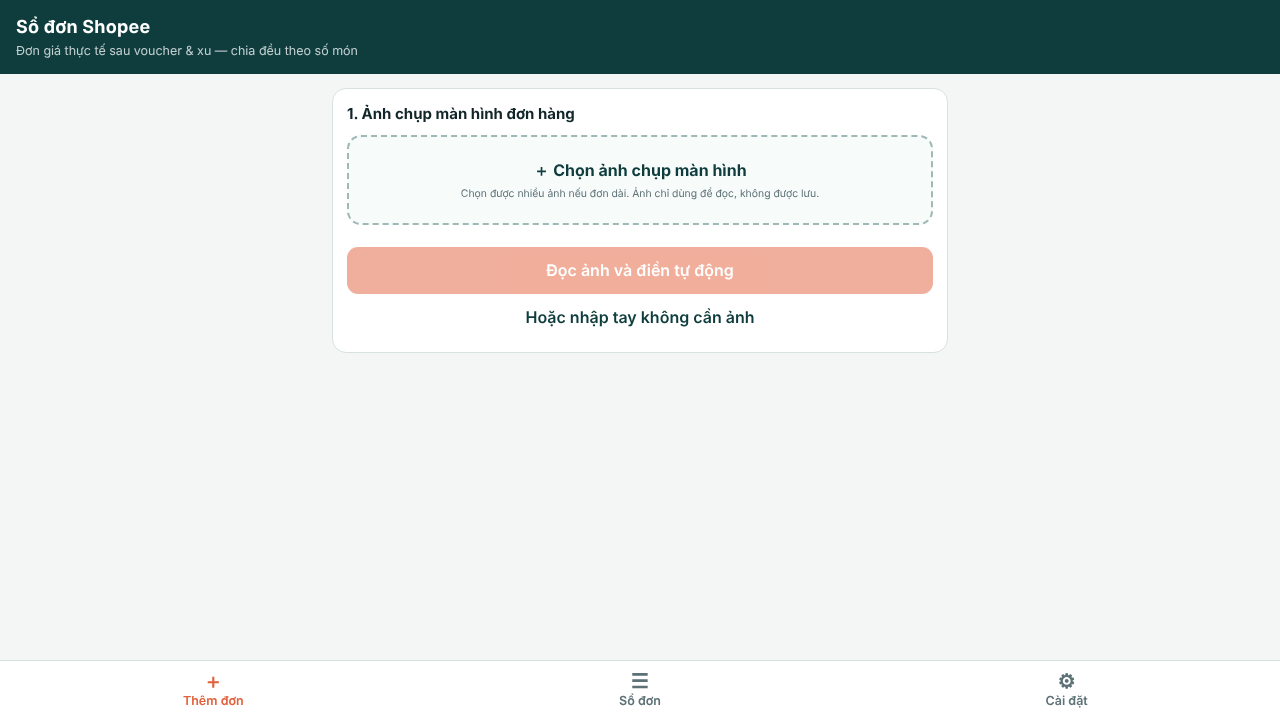 Sổ đơn Shopee
Đơn giá thực tế sau voucher & xu — chia đều theo số món
1. Ảnh chụp màn hình đơn hàng
+ Chọn ảnh chụp màn hình
Chọn được nhiều ảnh nếu đơn dài. Ảnh chỉ dùng để đọc, không được lưu.
Đọc ảnh và điền tự động
Hoặc nhập tay không cần ảnh
+ ☰ ⚙
Thêm đơn Sổ đơn Cài đặt